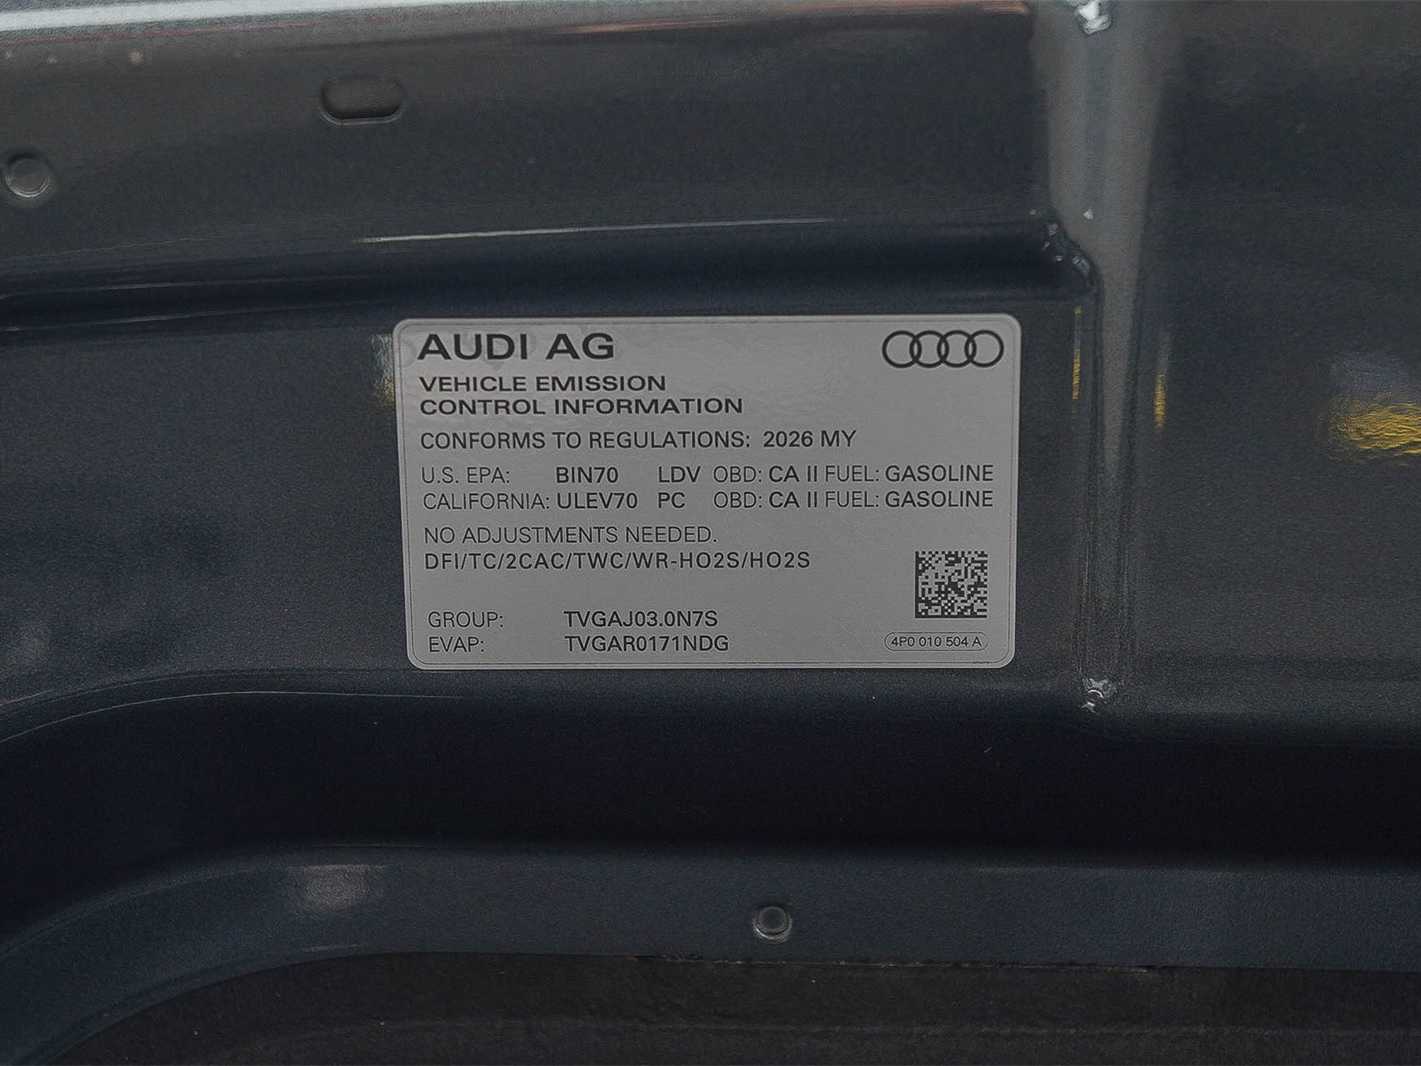 AUDI AG
VEHICLE EMISSION
CONTROL INFORMATION
CONFORMS TO REGULATIONS: 2026 MY
U.S. EPA: BIN70 LDV OBD: CA II FUEL: GASOLINE
CALIFORNIA: ULEV70 PC OBD: CA II FUEL: GASOLINE
NO ADJUSTMENTS NEEDED.
DFI/TC/2CAC/TWC/WR-HO2S/HO2S
GROUP: TVGAJ03.0N7S
EVAP: TVGAR0171NDG
4P0 010 504 A